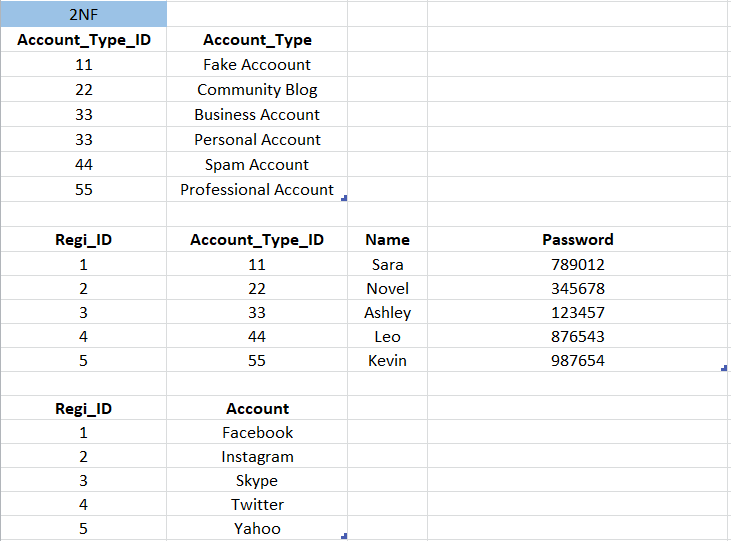 2NF
Account_Type_ID Account_Type
11 Fake Accoount
22 Community Blog
33 Business Account
33 Personal Account
44 Spam Account
55 Professional Account
Regi_ID Account_Type_ID Name Password
1 11 Sara 789012
2 22 Novel 345678
3 33 Ashley 123457
4 44 Leo 876543
5 55 Kevin 987654
Regi_ID Account
1 Facebook
2 Instagram
3 Skype
4 Twitter
5 Yahoo